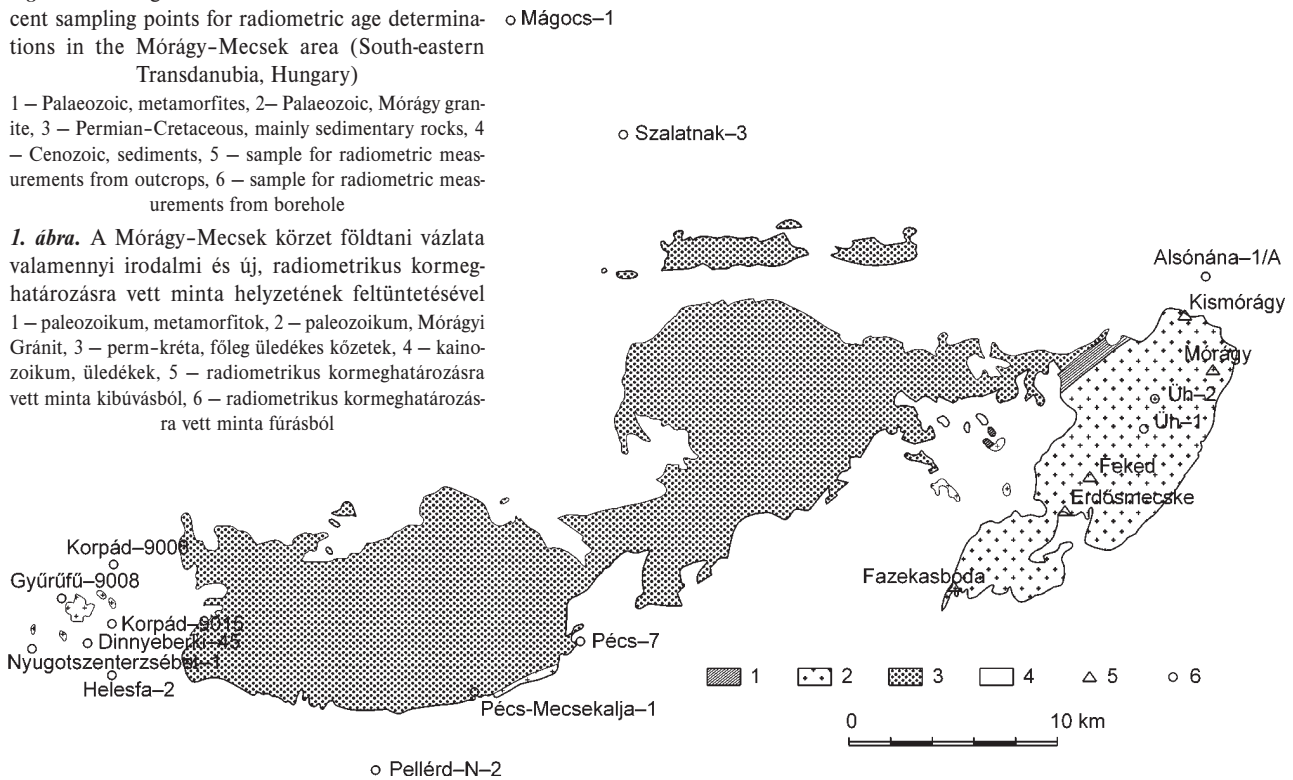 cent sampling points for radiometric age determina-
tions in the Mórágy–Mecsek area (South-eastern
Transdanubia, Hungary)
1 — Palaeozoic, metamorfites, 2— Palaeozoic, Mórágy gran-
ite, 3 — Permian–Cretaceous, mainly sedimentary rocks, 4
— Cenozoic, sediments, 5 — sample for radiometric meas-
urements from outcrops, 6 — sample for radiometric meas-
urements from borehole
1. ábra. A Mórágy–Mecsek körzet földtani vázlata
valamennyi irodalmi és új, radiometrikus kormeg-
határozásra vett minta helyzetének feltüntetésével
1 — paleozoikum, metamorfitok, 2 — paleozoikum, Mórágyi
Gránit, 3 — perm–kréta, főleg üledékes kőzetek, 4 — kaino-
zoikum, üledékek, 5 — radiometrikus kormeghatározásra
vett minta kibúvásból, 6 — radiometrikus kormeghatározás-
ra vett minta fúrásból
Mágocs–1
Szalatnak–3
Alsónána–1/A
Kismórágy
Mórágy
Üh–2
Üh–1
Feked
Erdősmecske
Fazekasboda
Korpád–9006
Gyűrűfű–9008
Korpád–9015
Dinnyeberki–45
Nyugotszenterzsébet–1
Helesfa–2
Pécs–7
Pécs-Mecsekalja–1
Pellérd–N–2
1 2 3 4 5 6
0 10 km